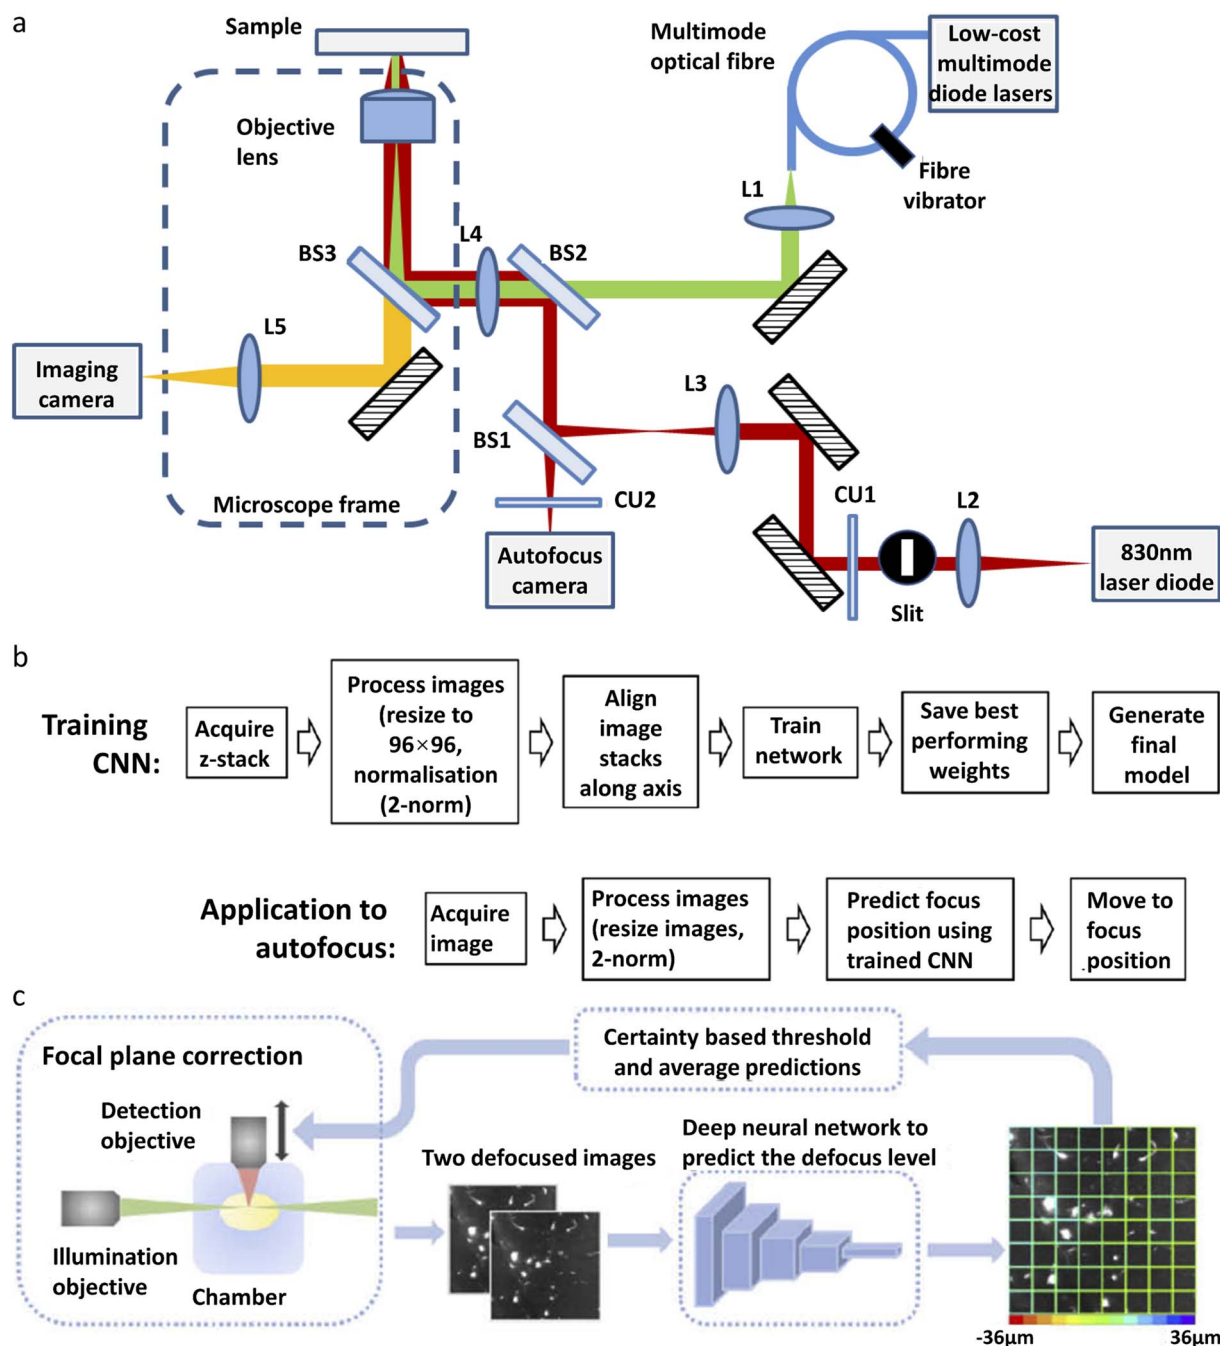 a
Sample
Multimode
optical fibre
Low-cost
multimode
diode lasers
Objective
lens
Fibre
vibrator
L1
L4
BS2
BS3
L5
Imaging
camera
L3
BS1
Microscope frame
CU2
CU1
L2
Autofocus
camera
830nm
laser diode
Slit
b
Training
CNN:
Acquire
z-stack
Process images
(resize to
96×96,
normalisation
(2-norm)
Align
image
stacks
along axis
Train
network
Save best
performing
weights
Generate
final
model
Application to
autofocus:
Acquire
image
Process images
(resize images,
2-norm)
Predict focus
position using
trained CNN
Move to
focus
position
c
Focal plane correction
Detection
objective
Illumination
objective
Chamber
Certainty based threshold
and average predictions
Two defocused images
Deep neural network to
predict the defocus level
-36μm
36μm